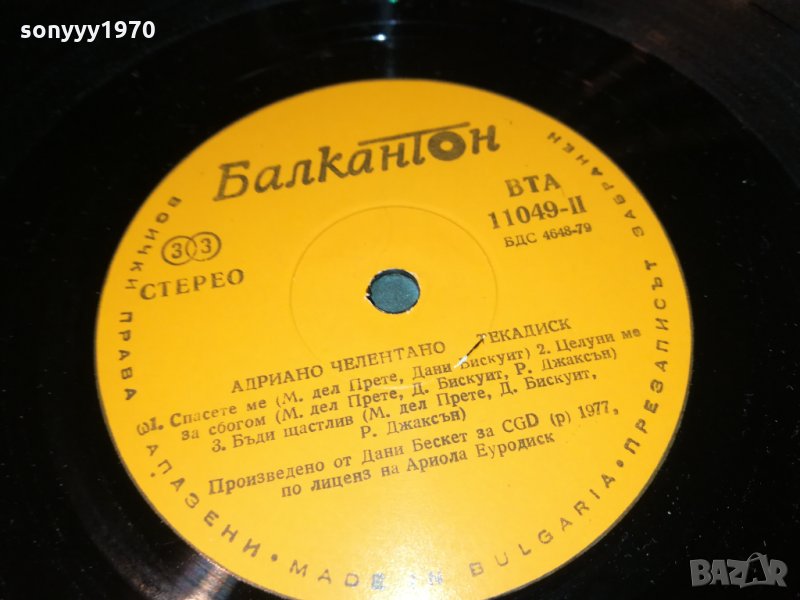 sonyyy1970
Балкантон
ВТА
11049-II
БДС 4648-79
33
СТЕРЕО
АДРИАНО ЧЕЛЕНТАНО ТЕКАДИСК
1. Спасете ме (М. дел Прете, Дани Бискуит) 2. Целуни ме
за сбогом (М. дел Прете, Д. Бискуит, Р. Джаксън)
3. Бъди щастлив (М. дел Прете, Д. Бискуит,
Р. Джаксън)
Произведено от Дани Бескет за CGD (p) 1977,
по лиценз на Ариола Еуродиск
ВСИЧКИ ПРАВА ЗАПАЗЕНИ • MADE IN BULGARIA • ПРЕЗАПИСЪТ ЗАБРАНЕН
BAZAR